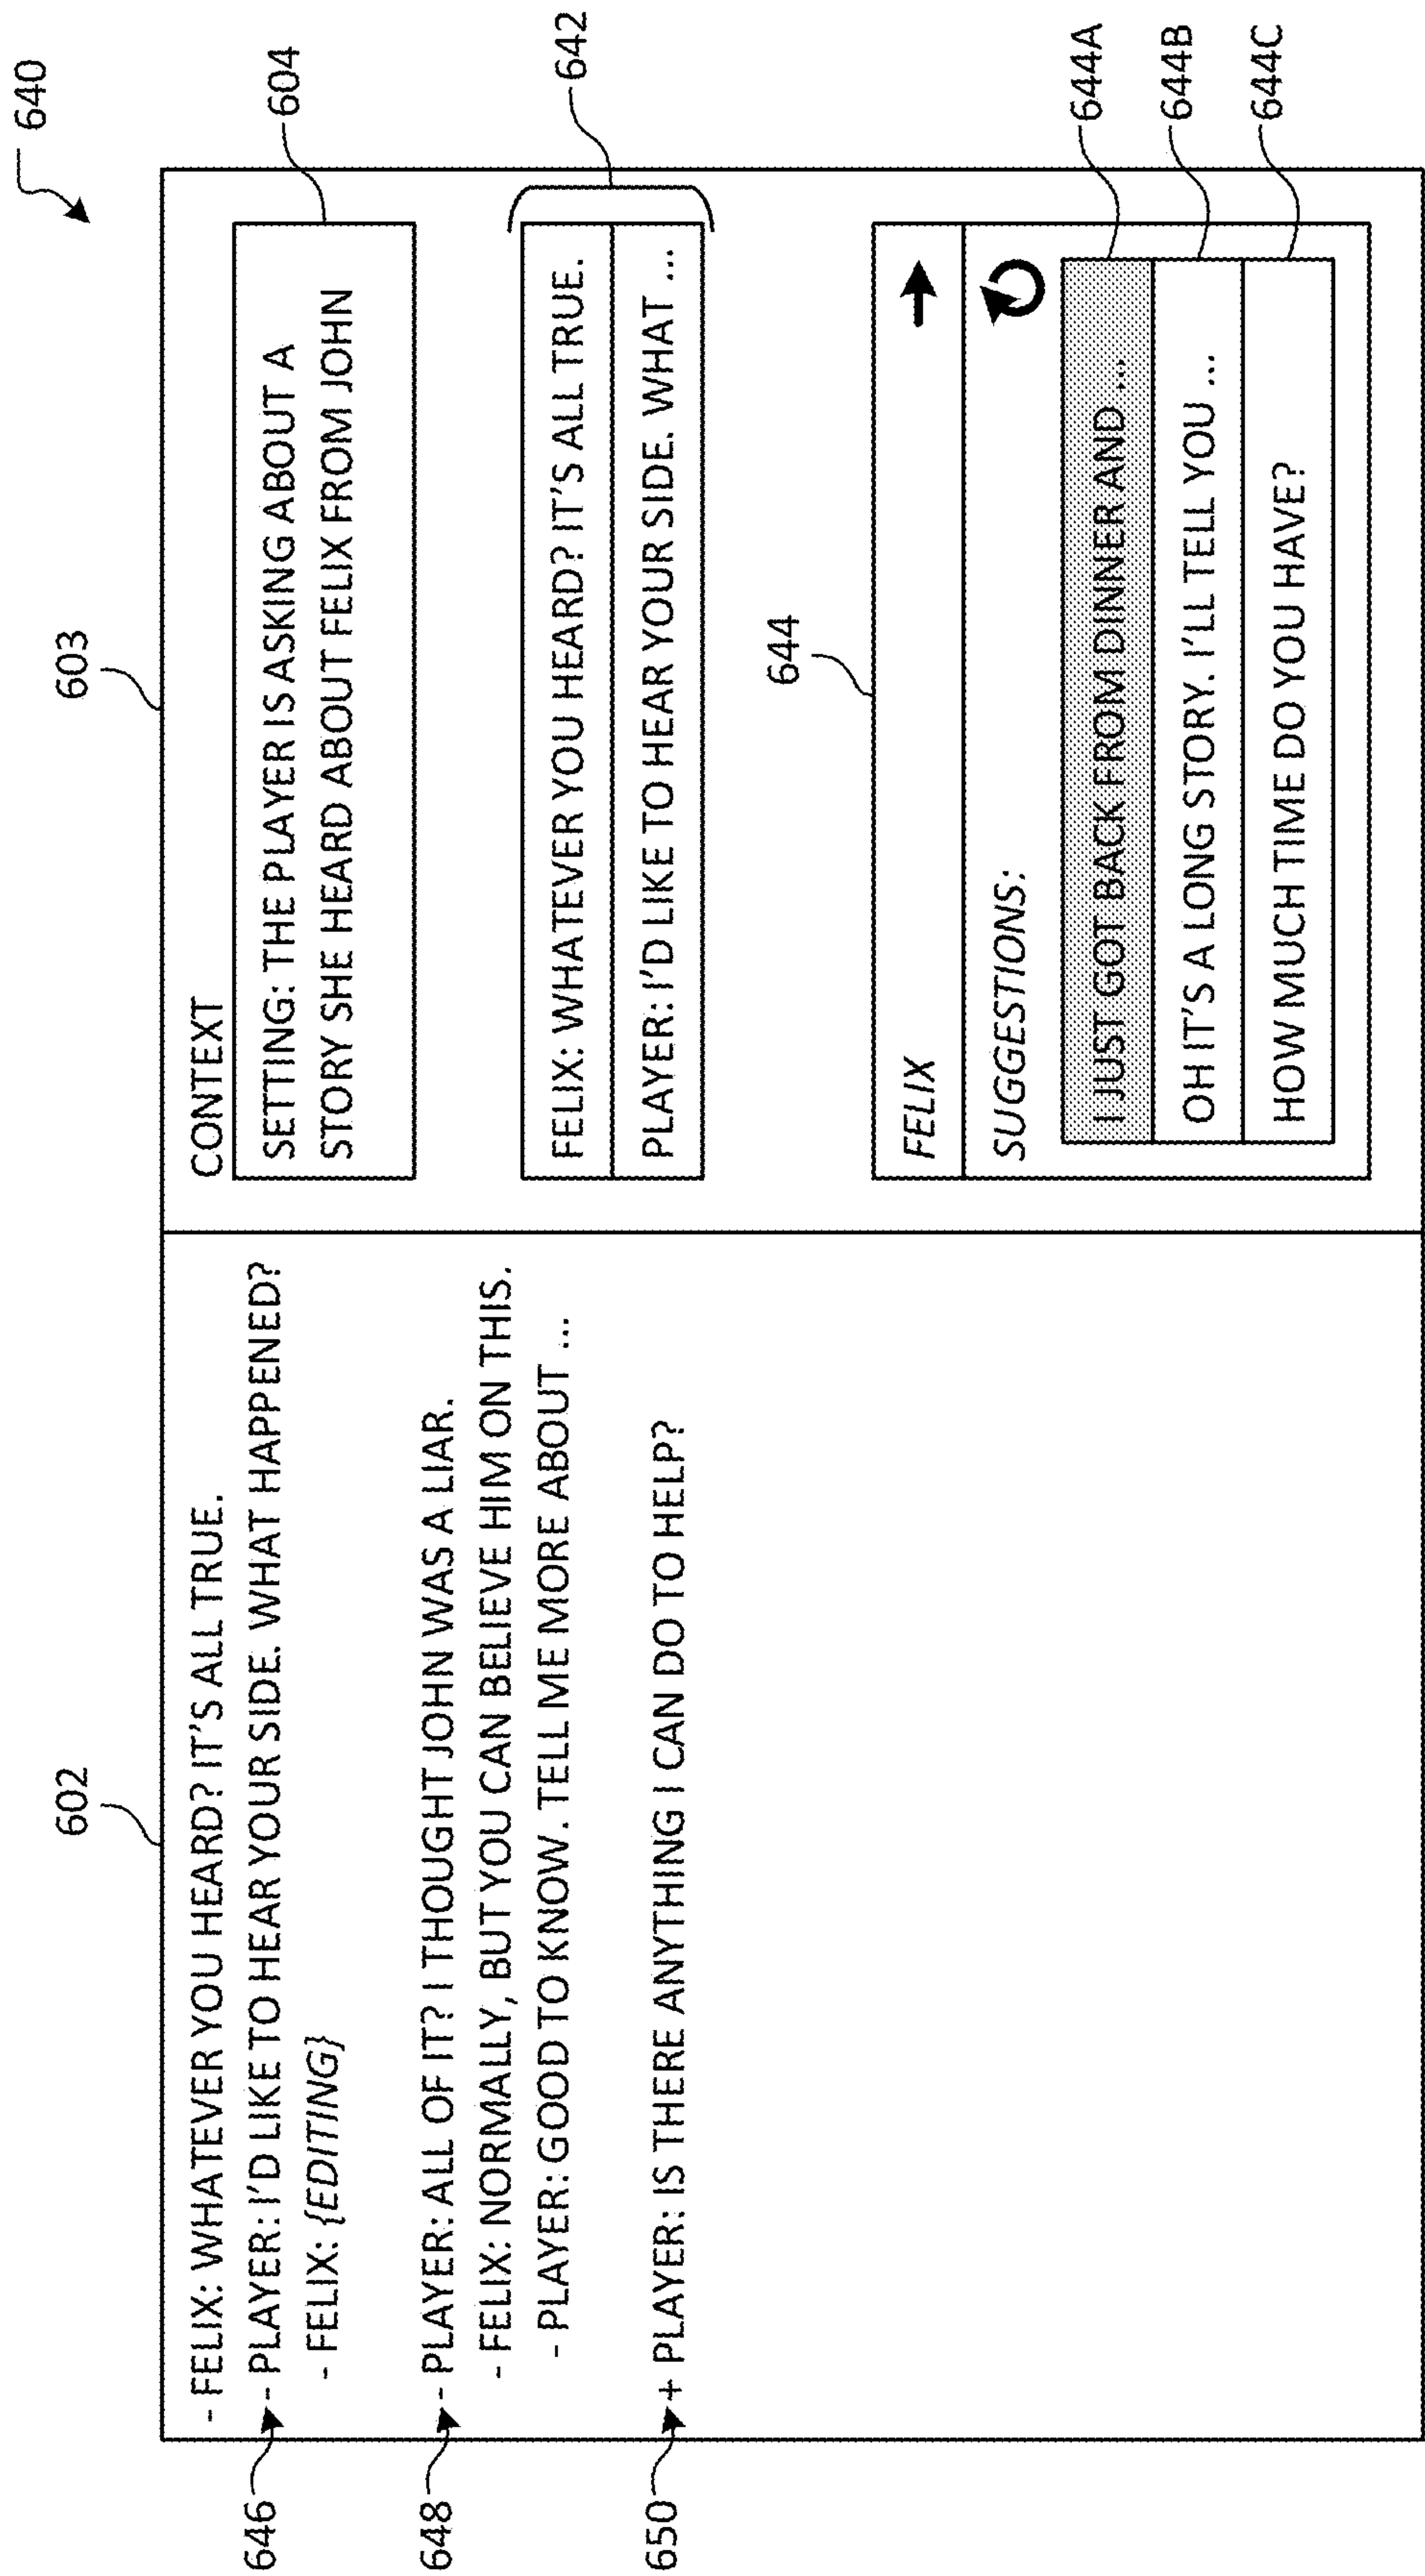 640
602
603
- FELIX: WHATEVER YOU HEARD? IT'S ALL TRUE.
646
- PLAYER: I'D LIKE TO HEAR YOUR SIDE. WHAT HAPPENED?
- FELIX: {EDITING}
648
- PLAYER: ALL OF IT? I THOUGHT JOHN WAS A LIAR.
- FELIX: NORMALLY, BUT YOU CAN BELIEVE HIM ON THIS.
- PLAYER: GOOD TO KNOW. TELL ME MORE ABOUT ...
650
+ PLAYER: IS THERE ANYTHING I CAN DO TO HELP?
CONTEXT
SETTING: THE PLAYER IS ASKING ABOUT A
STORY SHE HEARD ABOUT FELIX FROM JOHN
604
FELIX: WHATEVER YOU HEARD? IT'S ALL TRUE.
PLAYER: I'D LIKE TO HEAR YOUR SIDE. WHAT ...
642
644
FELIX
SUGGESTIONS:
I JUST GOT BACK FROM DINNER AND ...
644A
OH IT'S A LONG STORY. I'LL TELL YOU ...
644B
HOW MUCH TIME DO YOU HAVE?
644C